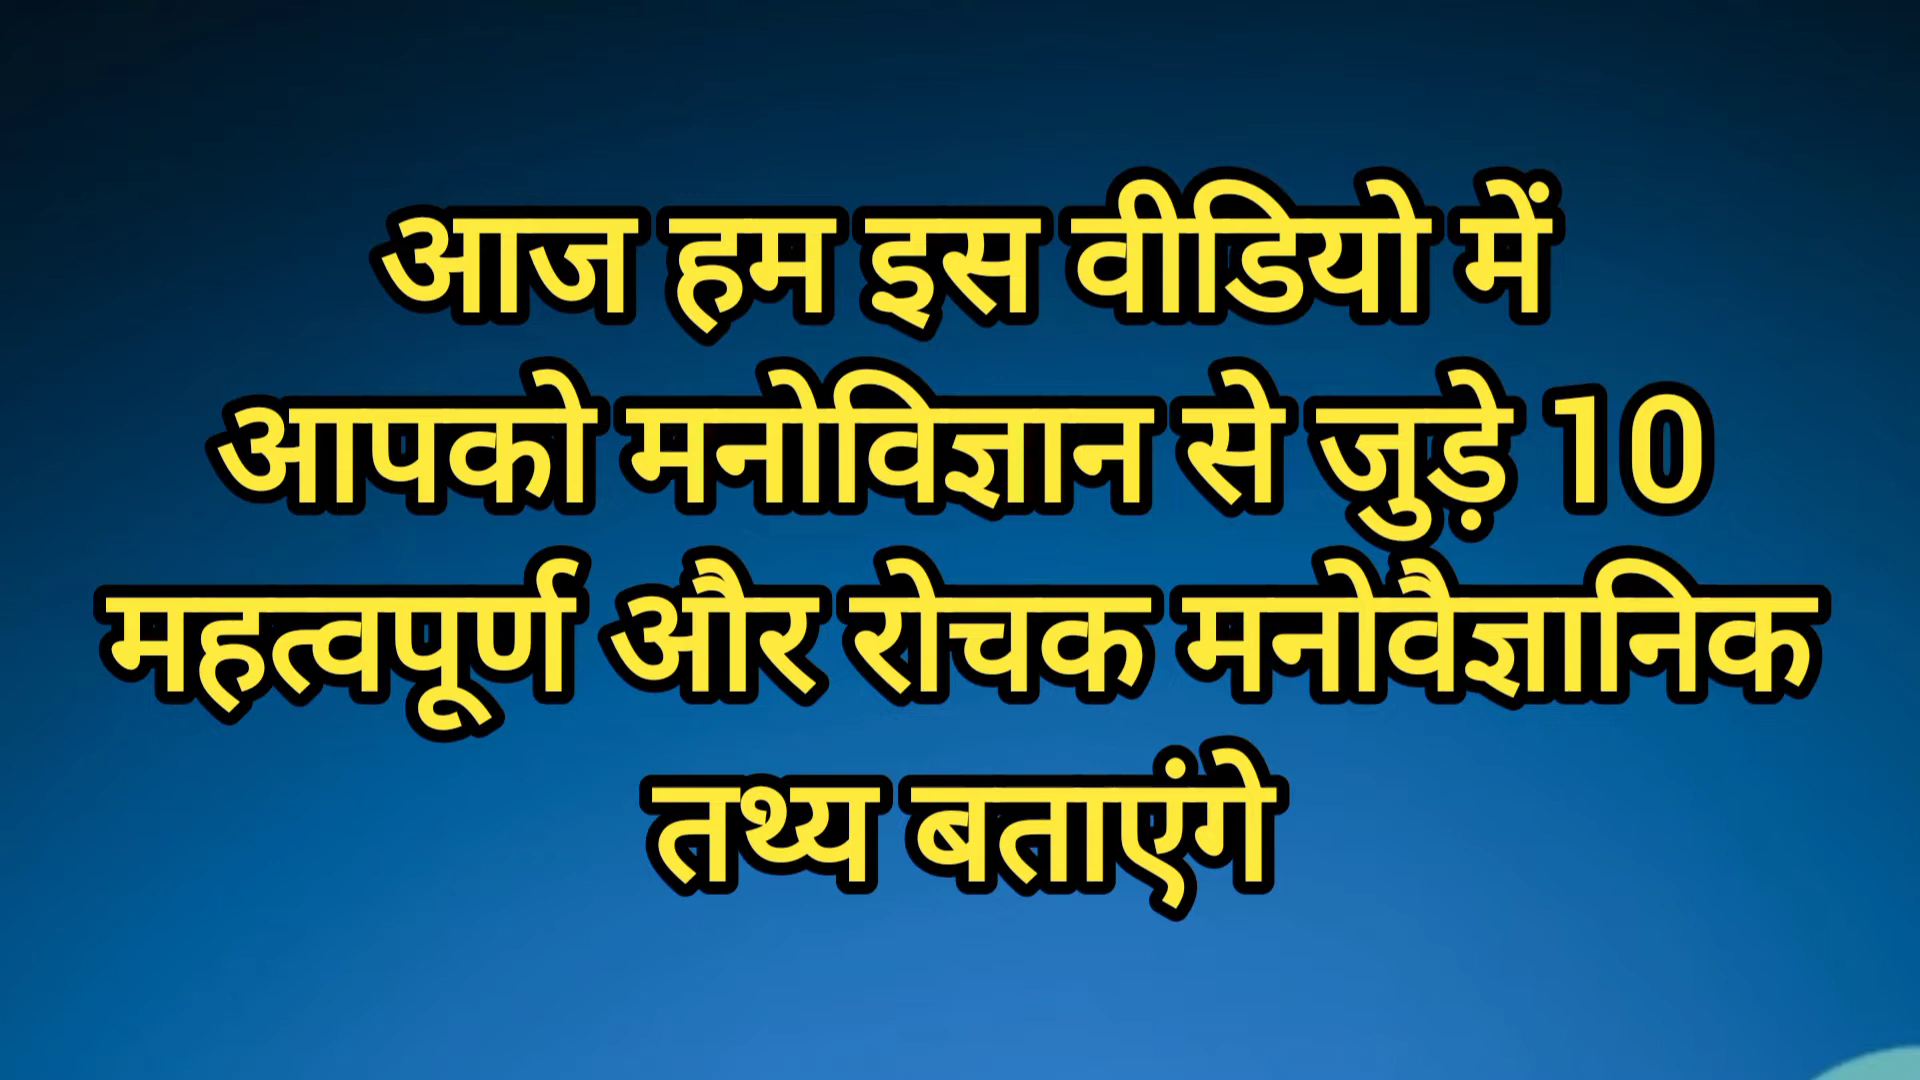 आज हम इस वीडियो में
आपको मनोविज्ञान से जुड़े 10
महत्वपूर्ण और रोचक मनोवैज्ञानिक
तथ्य बताएंगे